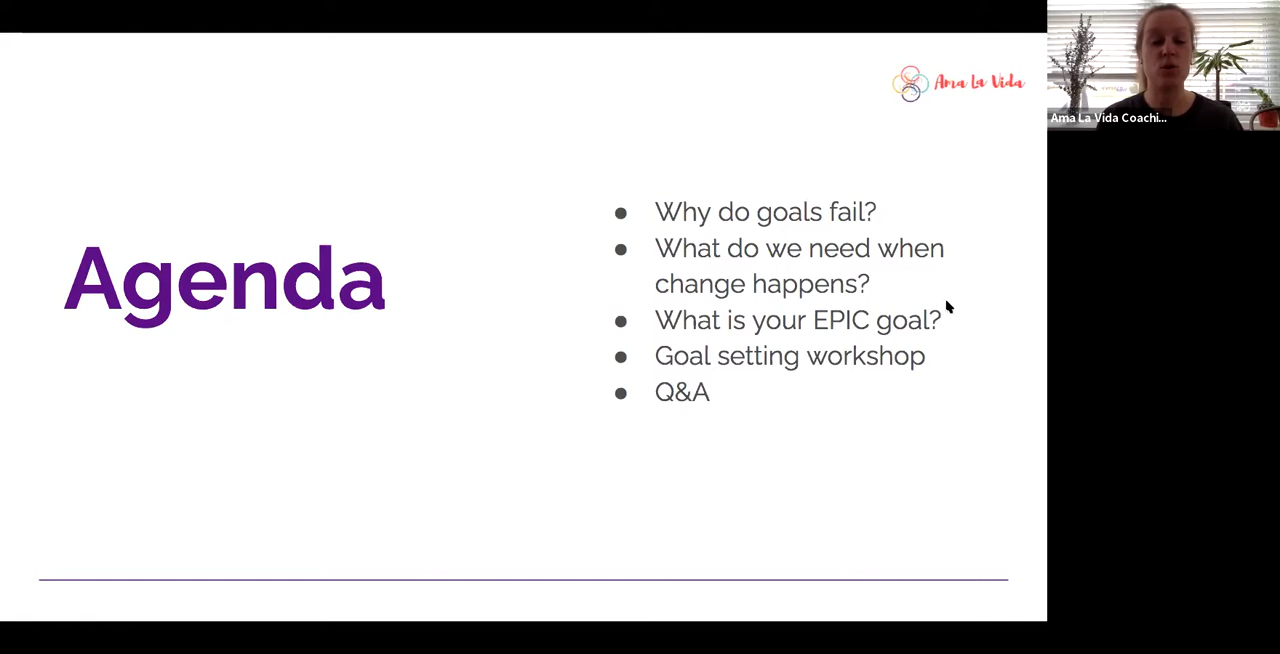 Ama La Vida
Ama La Vida Coachi...
Agenda
● Why do goals fail?
● What do we need when
change happens?
● What is your EPIC goal?
● Goal setting workshop
● Q&A